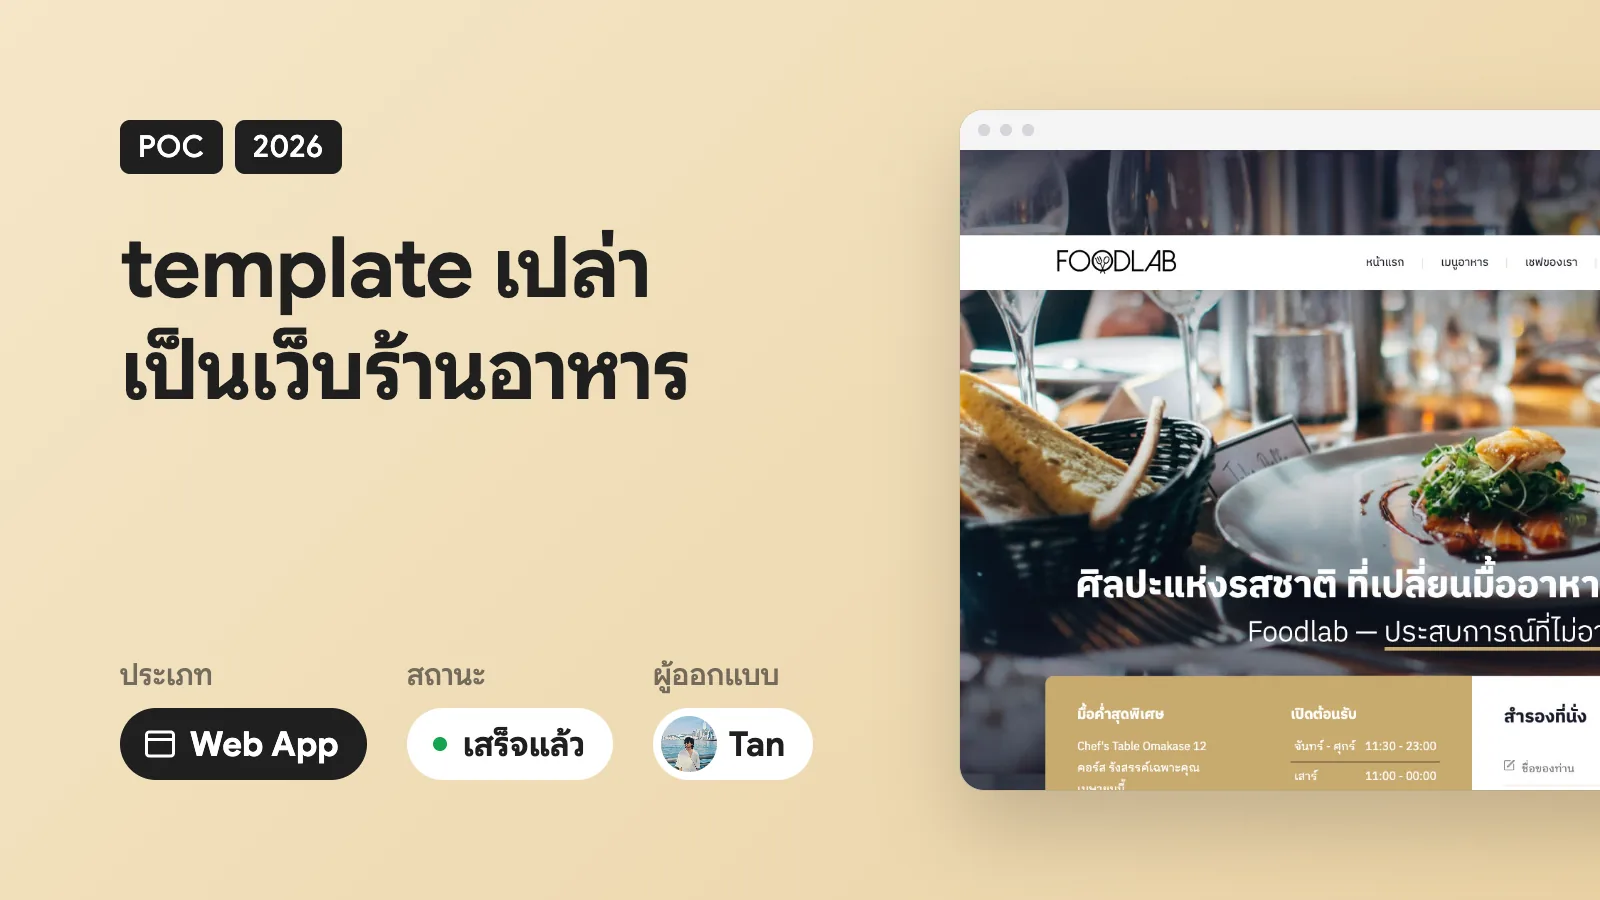 POC 2026
template เปล่า
เป็นเว็บร้านอาหาร
ประเภท สถานะ ผู้ออกแบบ
Web App เสร็จแล้ว Tan
FOODLAB
หน้าแรก เมนูอาหาร เชฟของเรา
ศิลปะแห่งรสชาติ ที่เปลี่ยนมื้ออาหา
Foodlab — ประสบการณ์ที่ไม่อา
มื้อค่ำสุดพิเศษ
Chef's Table Omakase 12
คอร์ส รังสรรค์เฉพาะคุณ
เมษายนนี้
เปิดต้อนรับ
จันทร์ - ศุกร์ 11:30 - 23:00
เสาร์ 11:00 - 00:00
สำรองที่นั่ง
ชื่อของท่าน